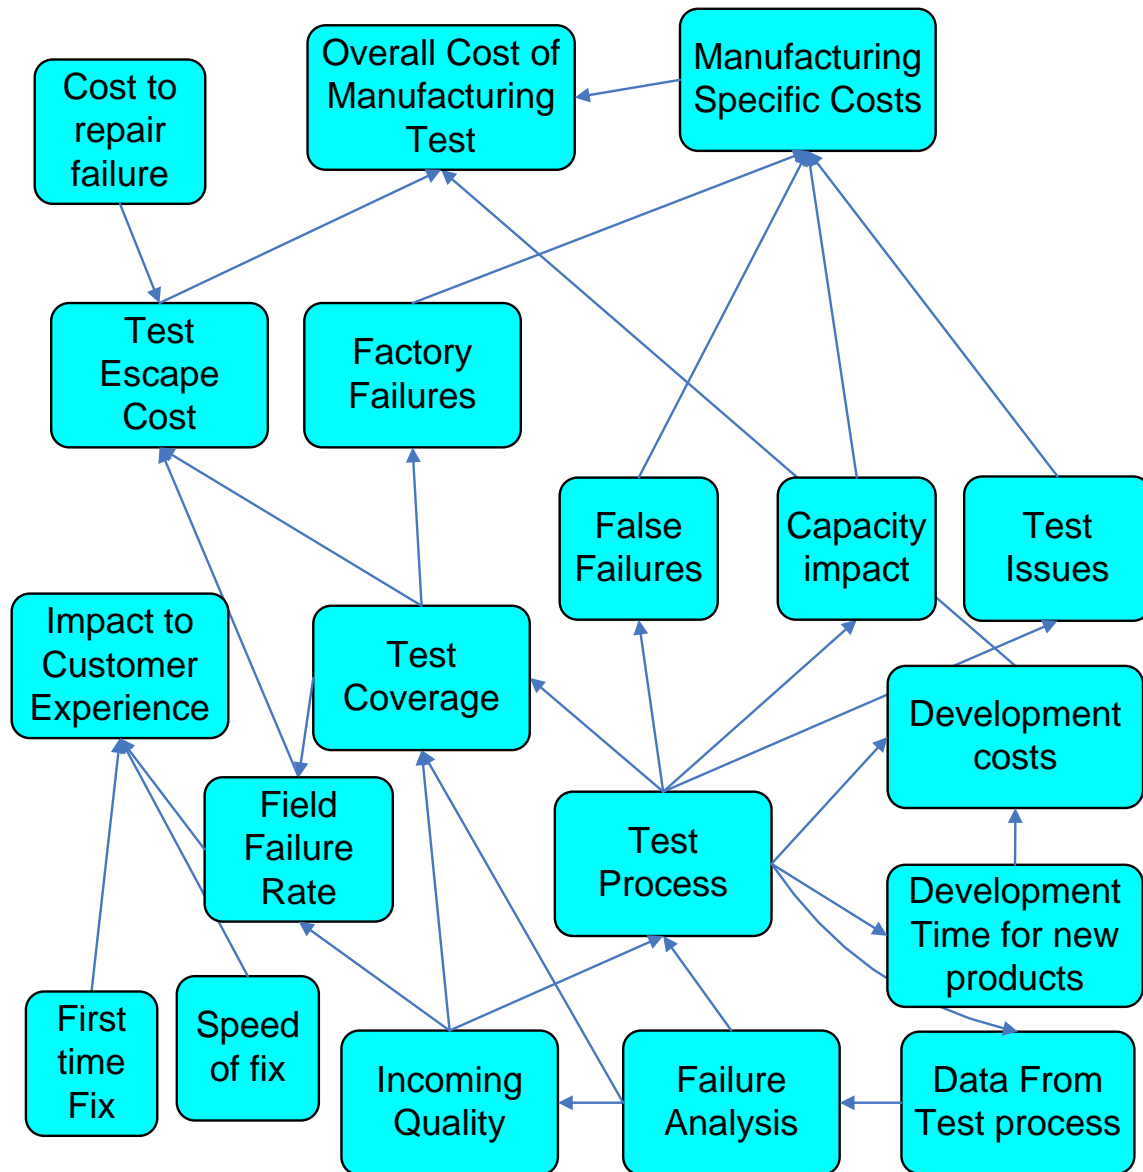 Overall Cost of
Manufacturing
Test
Manufacturing
Specific Costs
Cost to
repair
failure
Test
Escape
Cost
Factory
Failures
False
Failures
Capacity
impact
Test
Issues
Impact to
Customer
Experience
Test
Coverage
Development
costs
Field
Failure
Rate
Test
Process
Development
Time for new
products
First
time
Fix
Speed
of fix
Incoming
Quality
Failure
Analysis
Data From
Test process